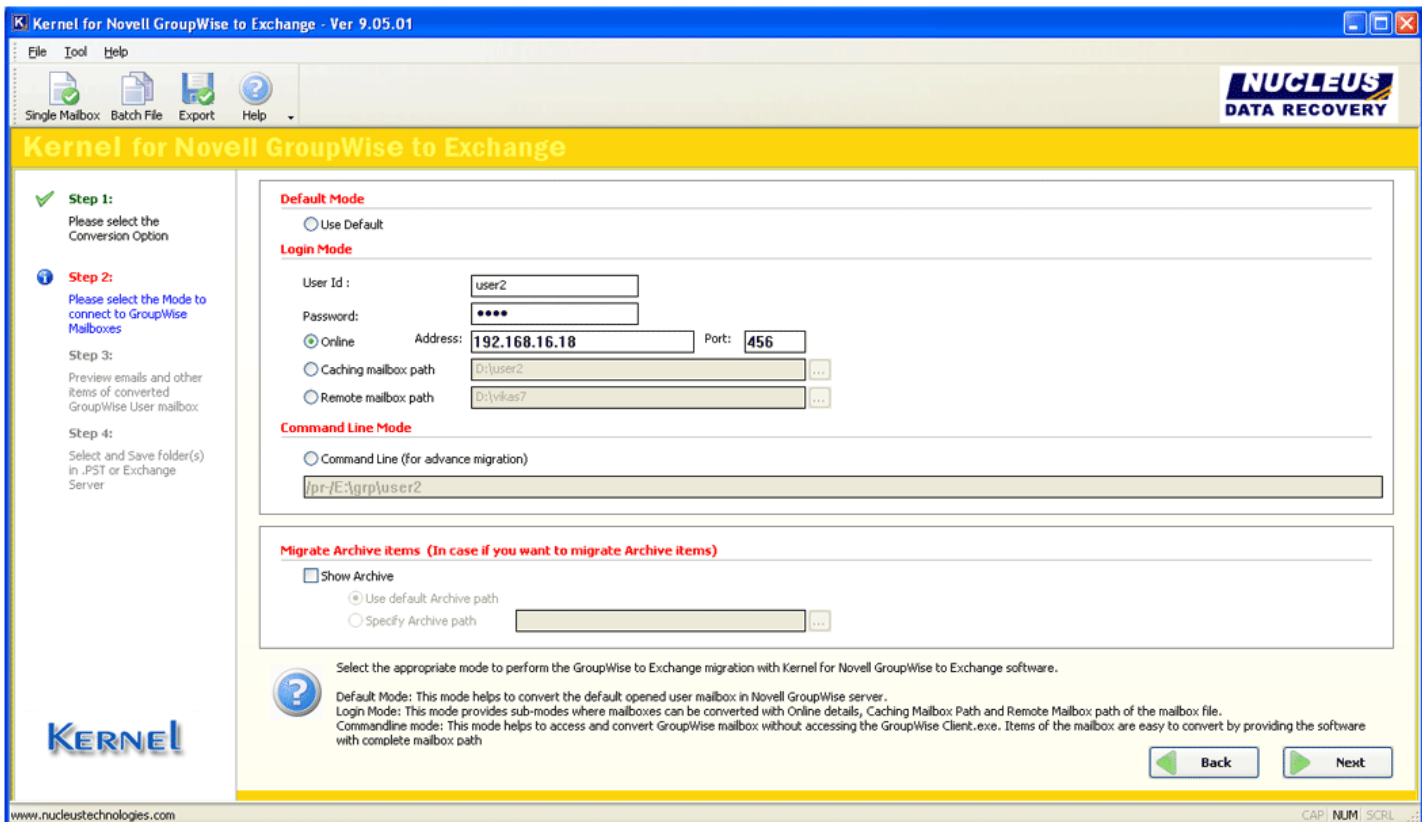 Kernel for Novell GroupWise to Exchange - Ver 9.05.01
File Tool Help
Single Mailbox Batch File Export Help
NUCLEUS
DATA RECOVERY
Kernel for Novell GroupWise to Exchange
Step 1:
Please select the
Conversion Option
Step 2:
Please select the Mode to
connect to GroupWise
Mailboxes
Step 3:
Preview emails and other
items of converted
GroupWise User mailbox
Step 4:
Select and Save folder(s)
in .PST or Exchange
Server
KERNEL
Default Mode
Use Default
Login Mode
User Id : user2
Password: ••••
Online Address: 192.168.16.18 Port: 456
Caching mailbox path D:\user2 ...
Remote mailbox path D:\vikas7 ...
Command Line Mode
Command Line (for advance migration)
/pr-/E:\grp\user2
Migrate Archive items (In case if you want to migrate Archive items)
Show Archive
Use default Archive path
Specify Archive path ...
Select the appropriate mode to perform the GroupWise to Exchange migration with Kernel for Novell GroupWise to Exchange software.
Default Mode: This mode helps to convert the default opened user mailbox in Novell GroupWise server.
Login Mode: This mode provides sub-modes where mailboxes can be converted with Online details, Caching Mailbox Path and Remote Mailbox path of the mailbox file.
Commandline mode: This mode helps to access and convert GroupWise mailbox without accessing the GroupWise Client.exe. Items of the mailbox are easy to convert by providing the software
with complete mailbox path
Back Next
www.nucleustechnologies.com CAP NUM SCRL